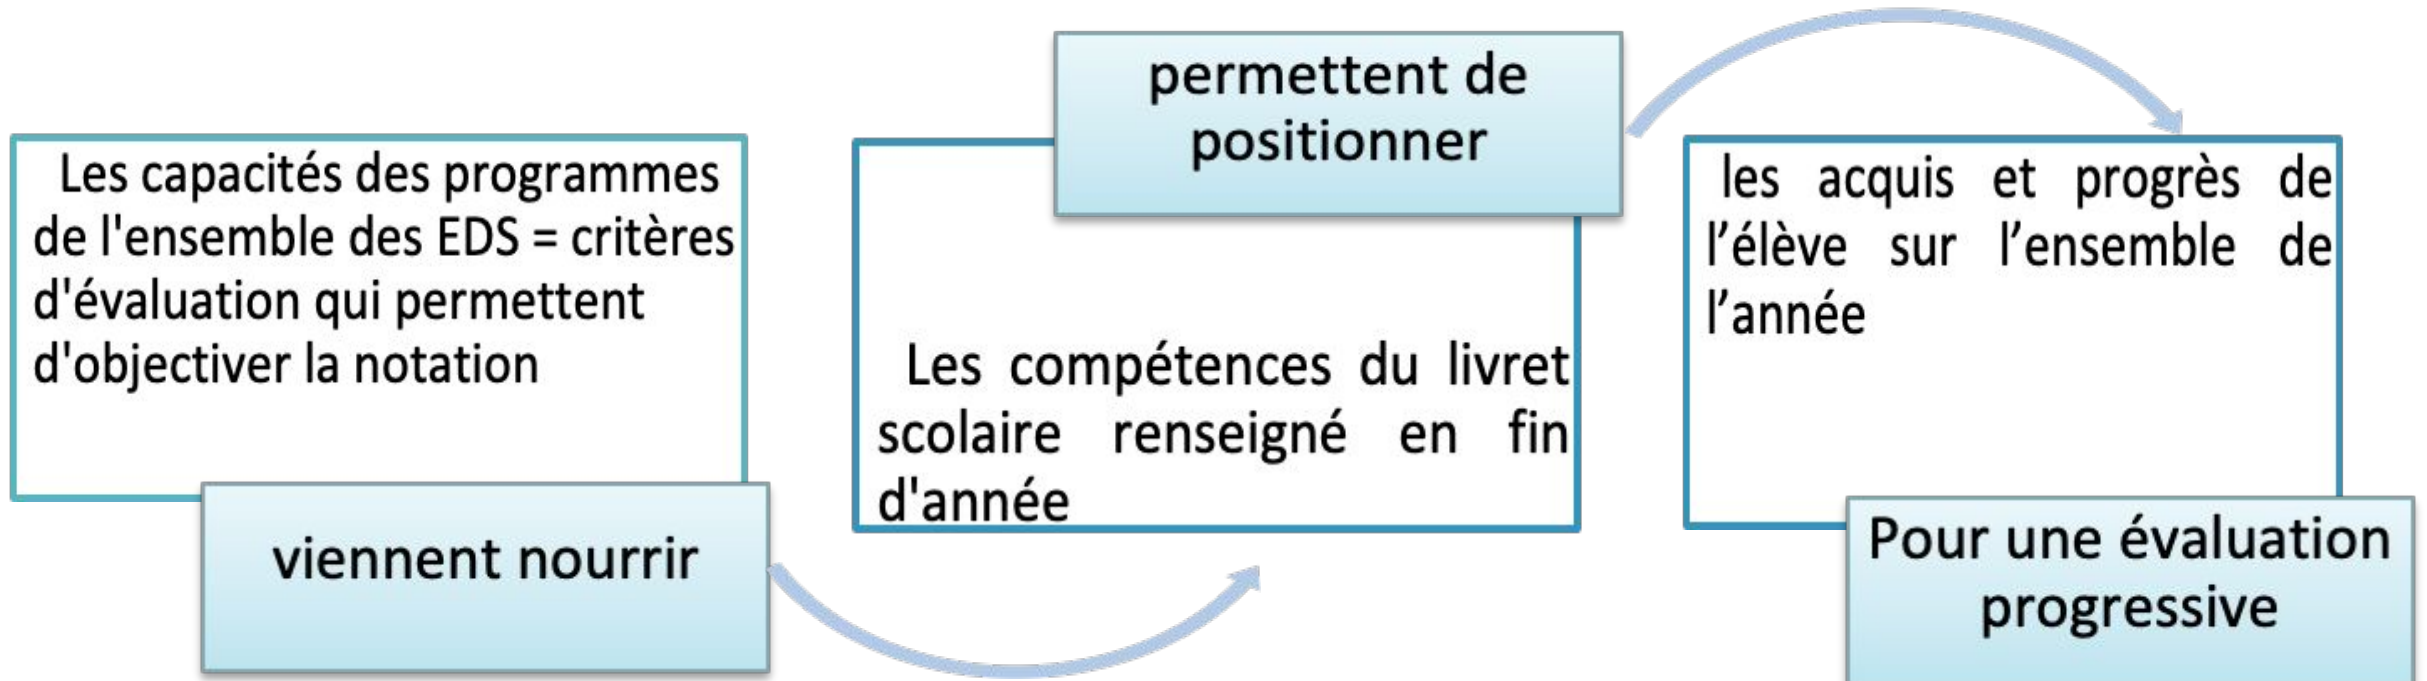 Les capacités des programmes
de l'ensemble des EDS = critères
d'évaluation qui permettent
d'objectiver la notation
viennent nourrir
Les compétences du livret
scolaire renseigné en fin
d'année
permettent de
positionner
les acquis et progrès de
l’élève sur l’ensemble de
l’année
Pour une évaluation
progressive